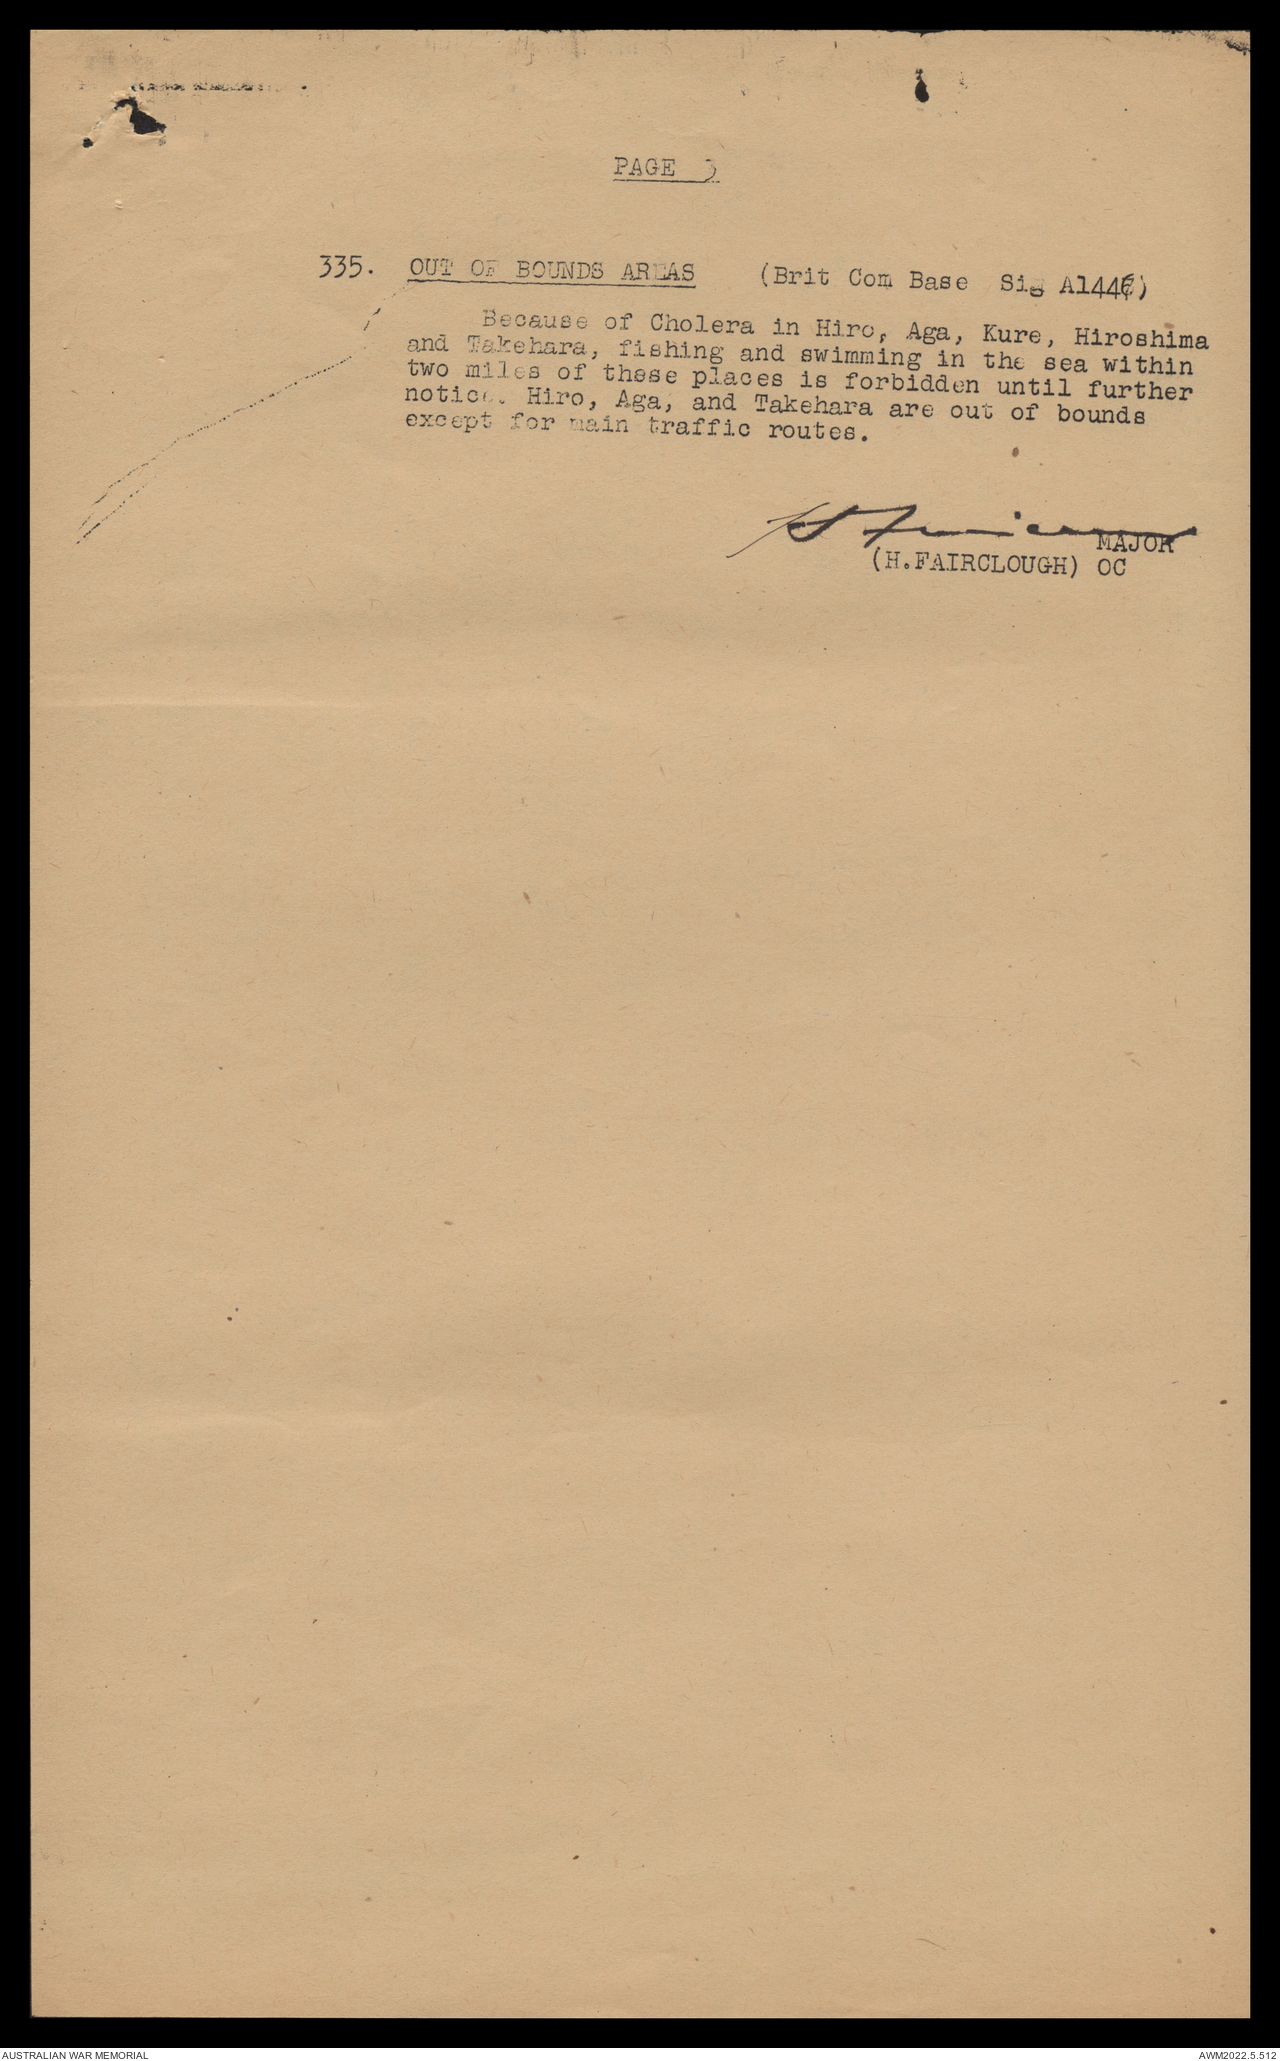 PAGE 3
335. OUT OF BOUNDS AREAS (Brit Com Base Sig
Because of Cholera in Hiro, Aga, Kure, Hiroshima
and Takehara, fishing and swimming in the sea within
two miles of these places is forbidden until further
notice. Hiro, Aga, and Takehara are out of bounds
except for main traffic routes.
MAJOR
(H.FAIRCLOUGH) OC
AUSTRALIAN WAR MEMORIAL
AWM2022.5.512